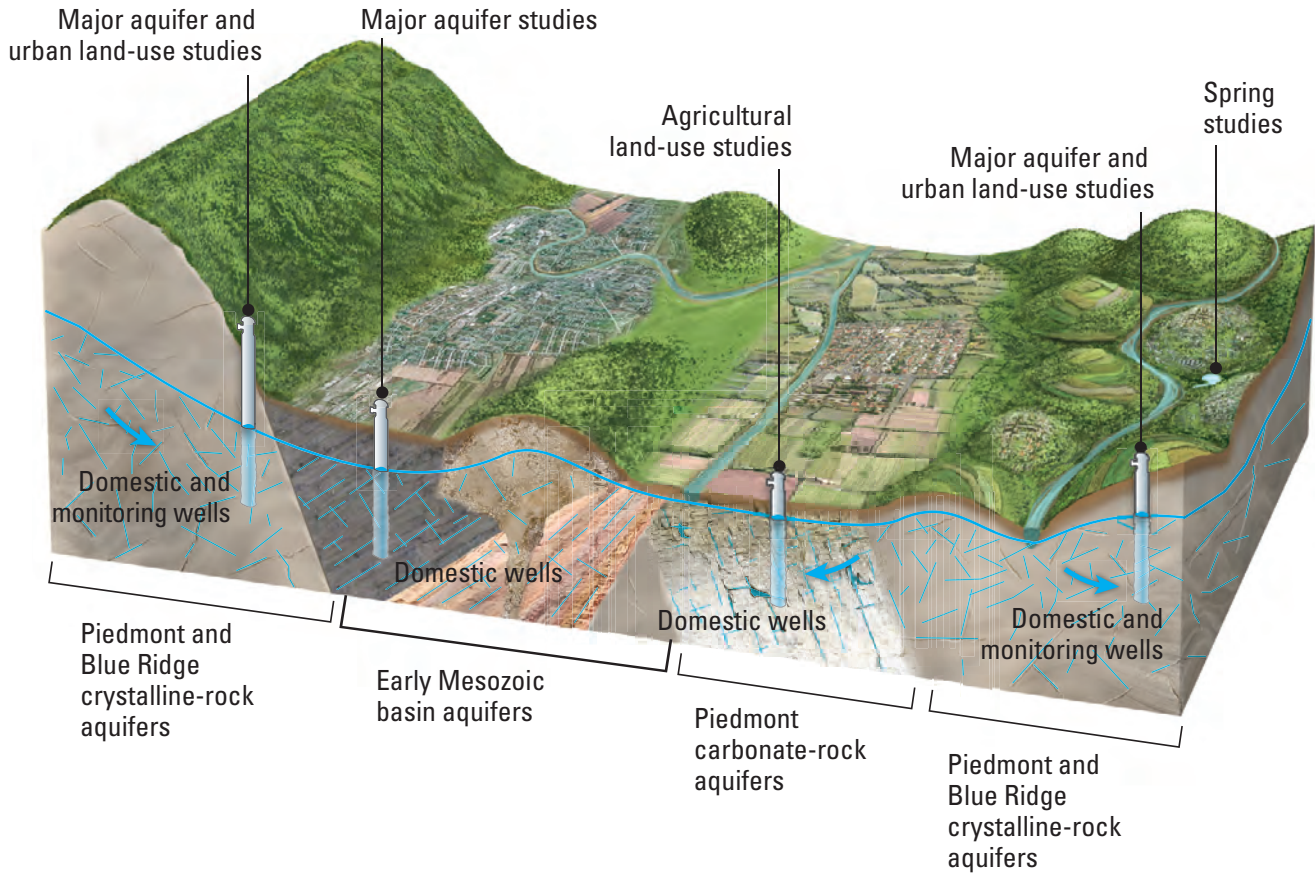 Major aquifer and
urban land-use studies
Major aquifer studies
Agricultural
land-use studies
Spring
studies
Major aquifer and
urban land-use studies
Domestic and
monitoring wells
Domestic wells
Domestic wells
Domestic and
monitoring wells
Piedmont and
Blue Ridge
crystalline-rock
aquifers
Early Mesozoic
basin aquifers
Piedmont
carbonate-rock
aquifers
Piedmont and
Blue Ridge
crystalline-rock
aquifers